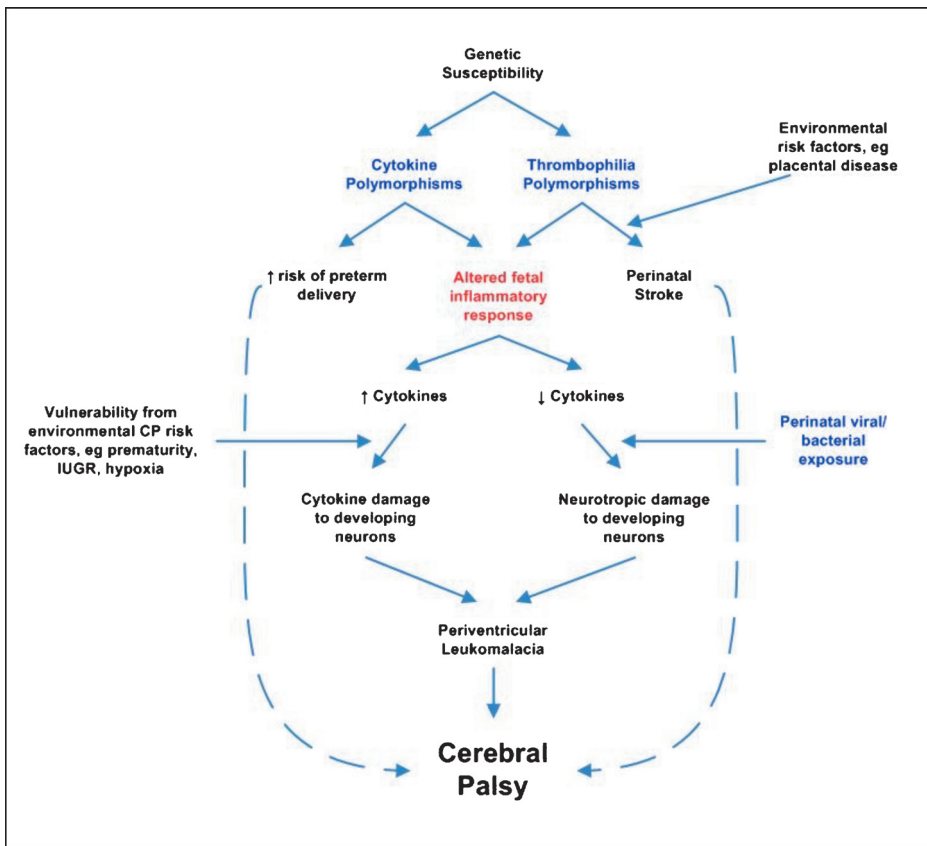 Genetic
Susceptibility
Environmental
risk factors, eg
placental disease
Cytokine
Polymorphisms
Thrombophilia
Polymorphisms
↑ risk of preterm
delivery
Altered fetal
inflammatory
response
Perinatal
Stroke
↑ Cytokines
↓ Cytokines
Vulnerability from
environmental CP risk
factors, eg prematurity,
IUGR, hypoxia
Perinatal viral/
bacterial
exposure
Cytokine damage
to developing
neurons
Neurotropic damage
to developing
neurons
Periventricular
Leukomalacia
Cerebral
Palsy